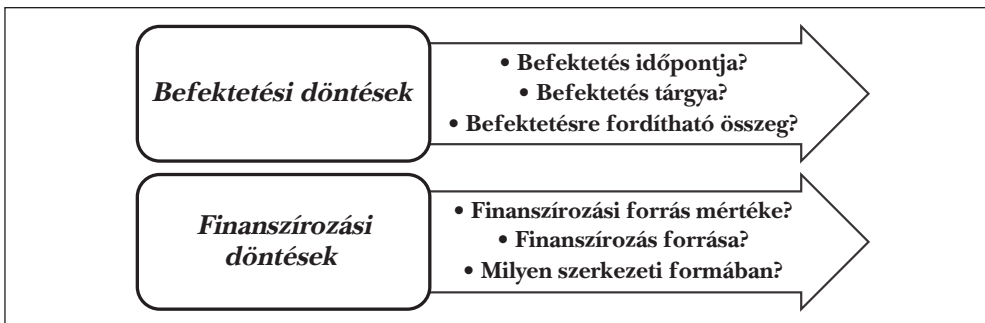 Befektetési döntések
• Befektetés időpontja?
• Befektetés tárgya?
• Befektetésre fordítható összeg?
Finanszírozási
döntések
• Finanszírozási forrás mértéke?
• Finanszírozás forrása?
• Milyen szerkezeti formában?